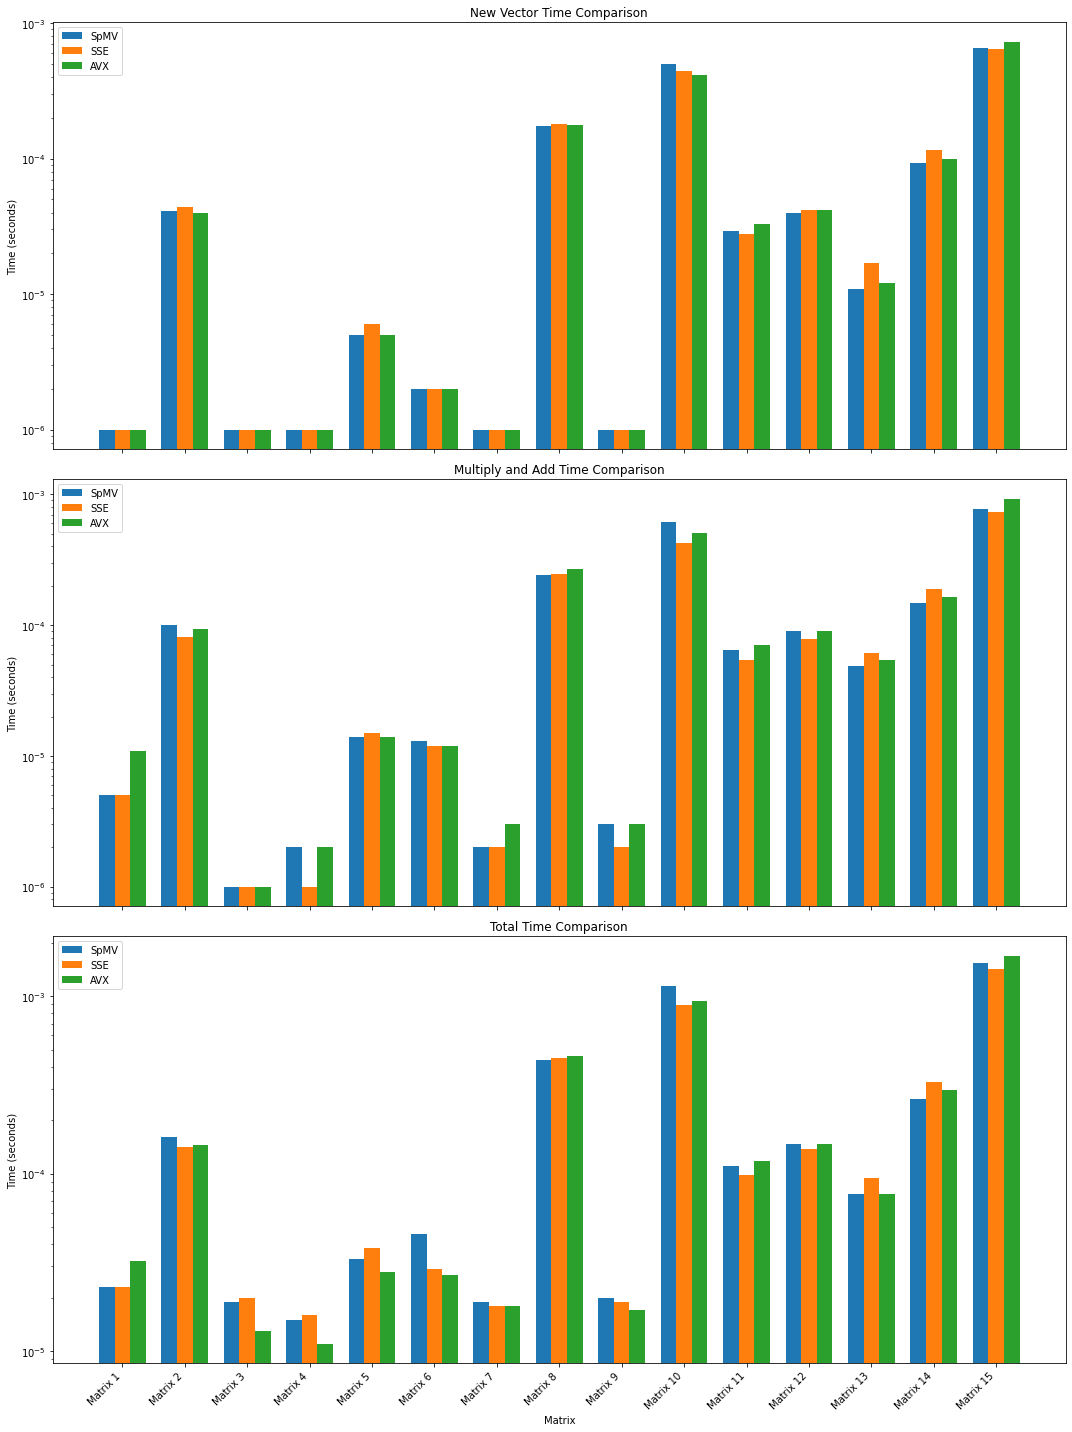 New Vector Time Comparison
SpMV
SSE
AVX
Time (seconds)
10⁻³
10⁻⁴
10⁻⁵
10⁻⁶
Multiply and Add Time Comparison
SpMV
SSE
AVX
Time (seconds)
10⁻³
10⁻⁴
10⁻⁵
10⁻⁶
Total Time Comparison
SpMV
SSE
AVX
Time (seconds)
10⁻³
10⁻⁴
10⁻⁵
Matrix 1
Matrix 2
Matrix 3
Matrix 4
Matrix 5
Matrix 6
Matrix 7
Matrix 8
Matrix 9
Matrix 10
Matrix 11
Matrix 12
Matrix 13
Matrix 14
Matrix 15
Matrix